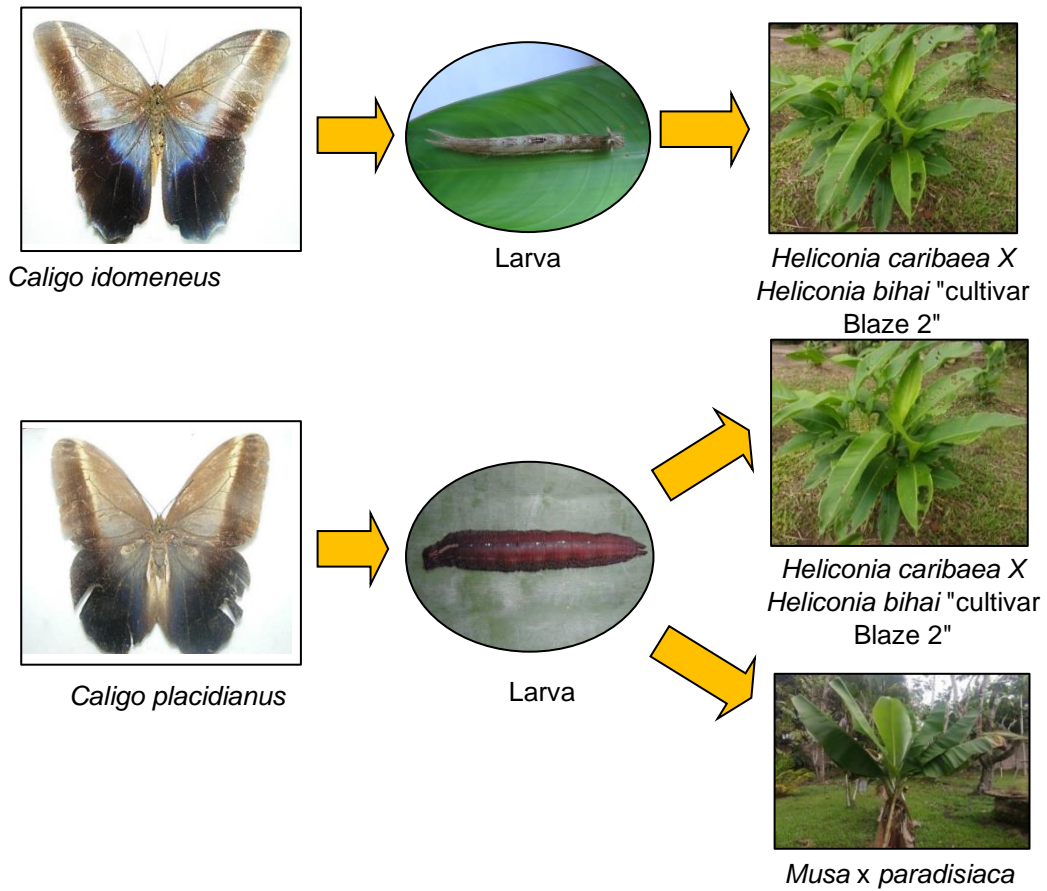 Caligo idomeneus
Larva
Heliconia caribaea X
Heliconia bihai "cultivar
Blaze 2"
Caligo placidianus
Larva
Heliconia caribaea X
Heliconia bihai "cultivar
Blaze 2"
Musa x paradisiaca